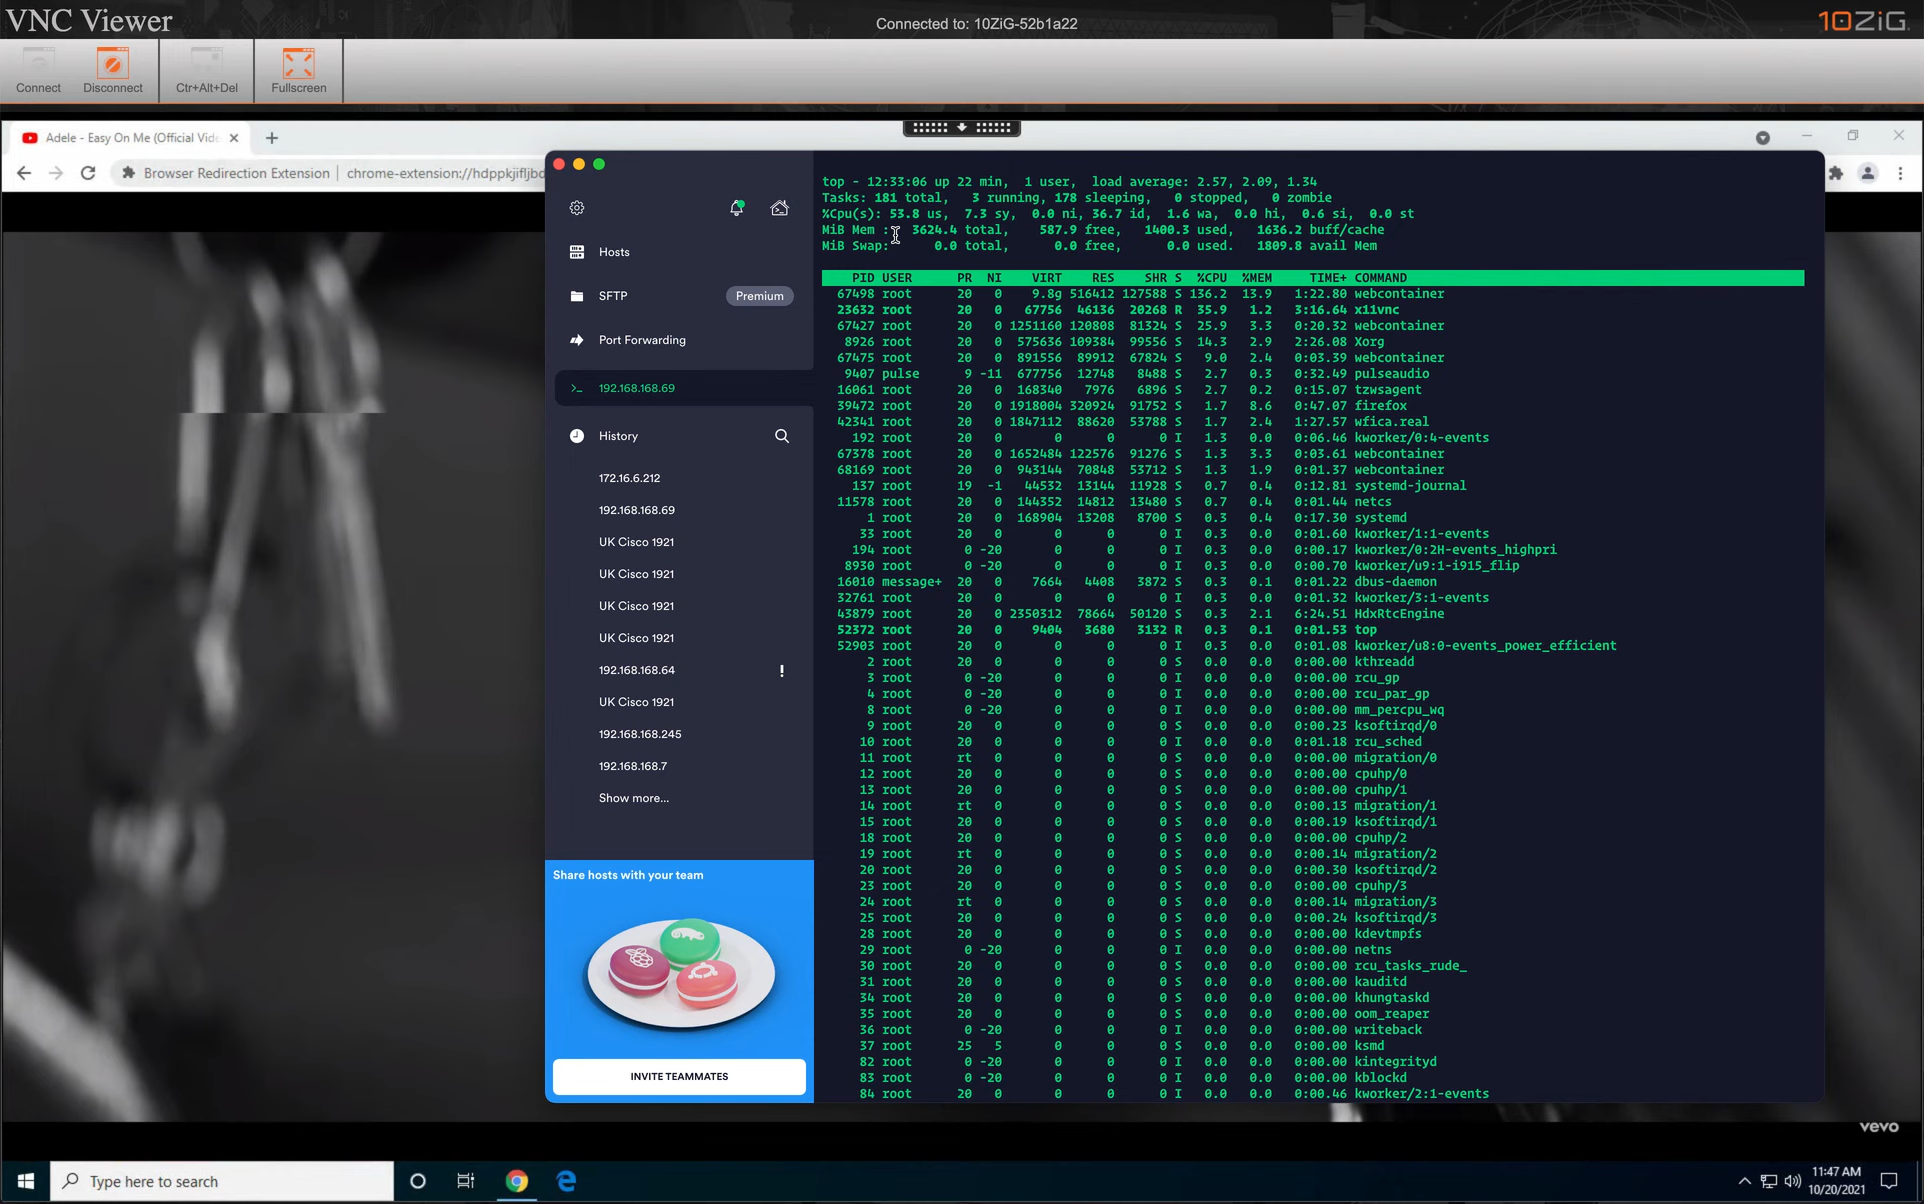 VNC Viewer
Connected to: 10ZiG-52b1a22
10ZiG
Connect
Disconnect
Ctr+Alt+Del
Fullscreen
Adele - Easy On Me (Official Vide
Browser Redirection Extension | chrome-extension://hdppkjifljbd
Hosts
SFTP
Premium
Port Forwarding
192.168.168.69
History
172.16.6.212
192.168.168.69
UK Cisco 1921
UK Cisco 1921
UK Cisco 1921
UK Cisco 1921
192.168.168.64 !
UK Cisco 1921
192.168.168.245
192.168.168.7
Show more...
Share hosts with your team
INVITE TEAMMATES
top - 12:33:06 up 22 min, 1 user, load average: 2.57, 2.09, 1.34
Tasks: 181 total, 3 running, 178 sleeping, 0 stopped, 0 zombie
%Cpu(s): 53.8 us, 7.3 sy, 0.0 ni, 36.7 id, 1.6 wa, 0.0 hi, 0.6 si, 0.0 st
MiB Mem : 3624.4 total, 587.9 free, 1400.3 used, 1636.2 buff/cache
MiB Swap: 0.0 total, 0.0 free, 0.0 used. 1809.8 avail Mem
PID USER PR NI VIRT RES SHR S %CPU %MEM TIME+ COMMAND
67498 root 20 0 9.8g 516412 127588 S 136.2 13.9 1:22.80 webcontainer
23632 root 20 0 67756 46136 20268 R 35.9 1.2 3:16.64 x11vnc
67427 root 20 0 1251160 120808 81324 S 25.9 3.3 0:20.32 webcontainer
8926 root 20 0 575636 109384 99556 S 14.3 2.9 2:26.08 Xorg
67475 root 20 0 891556 89912 67824 S 9.0 2.4 0:03.39 webcontainer
9407 pulse 9 -11 677756 12748 8488 S 2.7 0.3 0:32.49 pulseaudio
16061 root 20 0 168340 7976 6896 S 2.7 0.2 0:15.07 tzwsagent
39472 root 20 0 1918004 320924 91752 S 1.7 8.6 0:47.07 firefox
42341 root 20 0 1847112 88620 53788 S 1.7 2.4 1:27.57 wfica.real
192 root 20 0 0 0 0 I 1.3 0.0 0:06.46 kworker/0:4-events
67378 root 20 0 1652484 122576 91276 S 1.3 3.3 0:03.61 webcontainer
68169 root 20 0 943144 70848 53712 S 1.3 1.9 0:01.37 webcontainer
137 root 19 -1 44532 13144 11928 S 0.7 0.4 0:12.81 systemd-journal
11578 root 20 0 144352 14812 13480 S 0.7 0.4 0:01.44 netcs
1 root 20 0 168904 13208 8700 S 0.3 0.4 0:17.30 systemd
33 root 20 0 0 0 0 I 0.3 0.0 0:01.60 kworker/1:1-events
194 root 0 -20 0 0 0 I 0.3 0.0 0:00.17 kworker/0:2H-events_highpri
8930 root 0 -20 0 0 0 I 0.3 0.0 0:00.70 kworker/u9:1-i915_flip
16010 message+ 20 0 7664 4408 3872 S 0.3 0.1 0:01.22 dbus-daemon
32761 root 20 0 0 0 0 I 0.3 0.0 0:01.32 kworker/3:1-events
43879 root 20 0 2350312 78664 50120 S 0.3 2.1 6:24.51 HdxRtcEngine
52372 root 20 0 9404 3680 3132 R 0.3 0.1 0:01.53 top
52903 root 20 0 0 0 0 I 0.3 0.0 0:01.08 kworker/u8:0-events_power_efficient
2 root 20 0 0 0 0 S 0.0 0.0 0:00.00 kthreadd
3 root 0 -20 0 0 0 I 0.0 0.0 0:00.00 rcu_gp
4 root 0 -20 0 0 0 I 0.0 0.0 0:00.00 rcu_par_gp
8 root 0 -20 0 0 0 I 0.0 0.0 0:00.00 mm_percpu_wq
9 root 20 0 0 0 0 S 0.0 0.0 0:00.23 ksoftirqd/0
10 root 20 0 0 0 0 I 0.0 0.0 0:01.18 rcu_sched
11 root rt 0 0 0 0 S 0.0 0.0 0:00.00 migration/0
12 root 20 0 0 0 0 S 0.0 0.0 0:00.00 cpuhp/0
13 root 20 0 0 0 0 S 0.0 0.0 0:00.00 cpuhp/1
14 root rt 0 0 0 0 S 0.0 0.0 0:00.13 migration/1
15 root 20 0 0 0 0 S 0.0 0.0 0:00.19 ksoftirqd/1
18 root 20 0 0 0 0 S 0.0 0.0 0:00.00 cpuhp/2
19 root rt 0 0 0 0 S 0.0 0.0 0:00.14 migration/2
20 root 20 0 0 0 0 S 0.0 0.0 0:00.30 ksoftirqd/2
23 root 20 0 0 0 0 S 0.0 0.0 0:00.00 cpuhp/3
24 root rt 0 0 0 0 S 0.0 0.0 0:00.14 migration/3
25 root 20 0 0 0 0 S 0.0 0.0 0:00.24 ksoftirqd/3
28 root 20 0 0 0 0 S 0.0 0.0 0:00.00 kdevtmpfs
29 root 0 -20 0 0 0 I 0.0 0.0 0:00.00 netns
30 root 20 0 0 0 0 S 0.0 0.0 0:00.00 rcu_tasks_rude_
31 root 20 0 0 0 0 S 0.0 0.0 0:00.00 kauditd
34 root 20 0 0 0 0 S 0.0 0.0 0:00.00 khungtaskd
35 root 20 0 0 0 0 S 0.0 0.0 0:00.00 oom_reaper
36 root 0 -20 0 0 0 I 0.0 0.0 0:00.00 writeback
37 root 25 5 0 0 0 S 0.0 0.0 0:00.00 ksmd
82 root 0 -20 0 0 0 I 0.0 0.0 0:00.00 kintegrityd
83 root 0 -20 0 0 0 I 0.0 0.0 0:00.00 kblockd
84 root 20 0 0 0 0 I 0.0 0.0 0:00.46 kworker/2:1-events
vevo
Type here to search
11:47 AM
10/20/2021